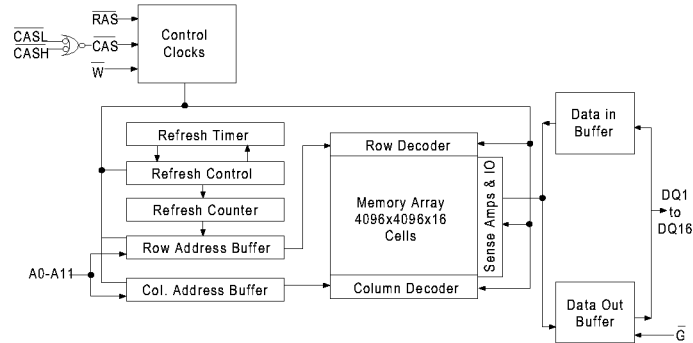 RAS
CASL
CASH
CAS
W
Control
Clocks
Refresh Timer
Refresh Control
Refresh Counter
Row Address Buffer
A0-A11
Col. Address Buffer
Row Decoder
Memory Array
4096x4096x16
Cells
Column Decoder
Sense Amps & IO
Data in
Buffer
DQ1
to
DQ16
Data Out
Buffer
G